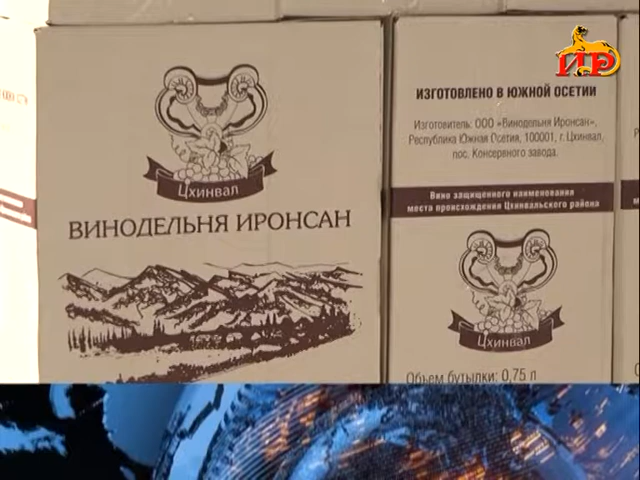 ИР
Цхинвал
ВИНОДЕЛЬНЯ ИРОНСАН
ИЗГОТОВЛЕНО В ЮЖНОЙ ОСЕТИИ
Изготовитель: ООО «Винодельня Иронсан»,
Республика Южная Осетия, 100001, г. Цхинвал,
пос. Консервного завода.
Вино защищенного наименования
места происхождения Цхинвальского района
Цхинвал
Объем бутылки: 0,75 л